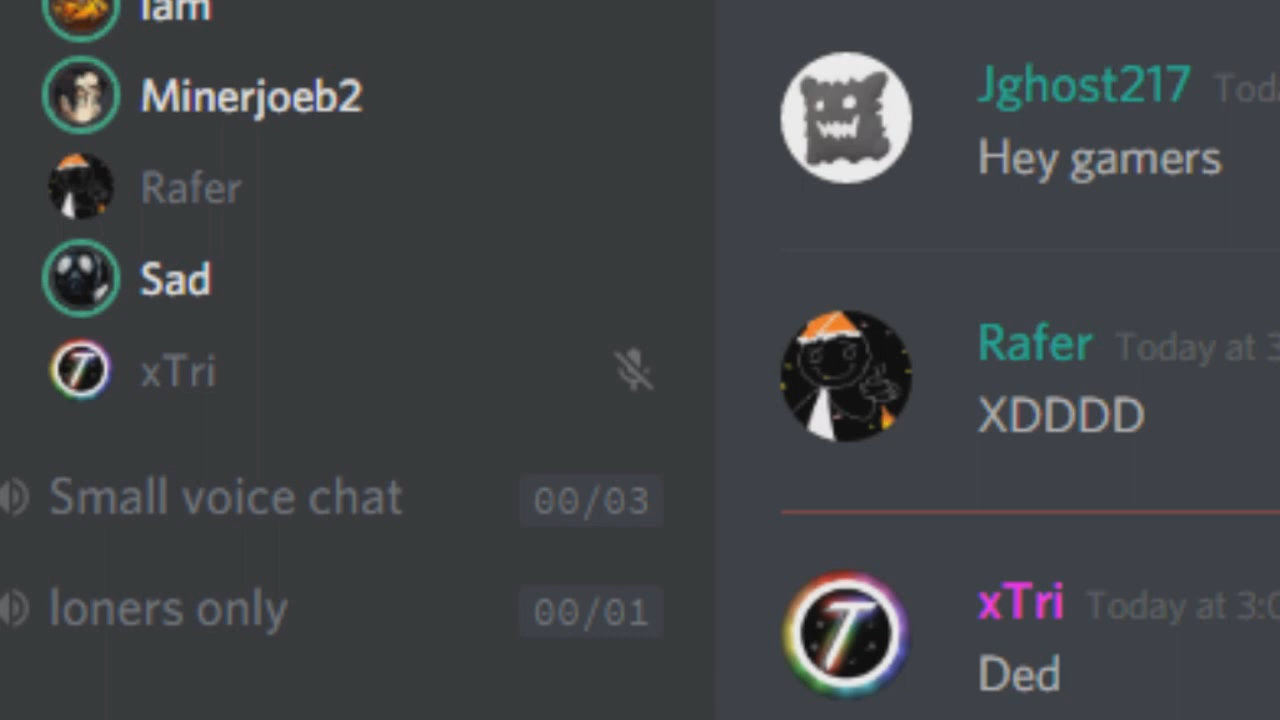 Minerjoeb2
Rafer
Sad
xTri
Small voice chat 00/03
loners only 00/01
Jghost217
Hey gamers
Rafer Today at
XDDDD
xTri Today at
Ded